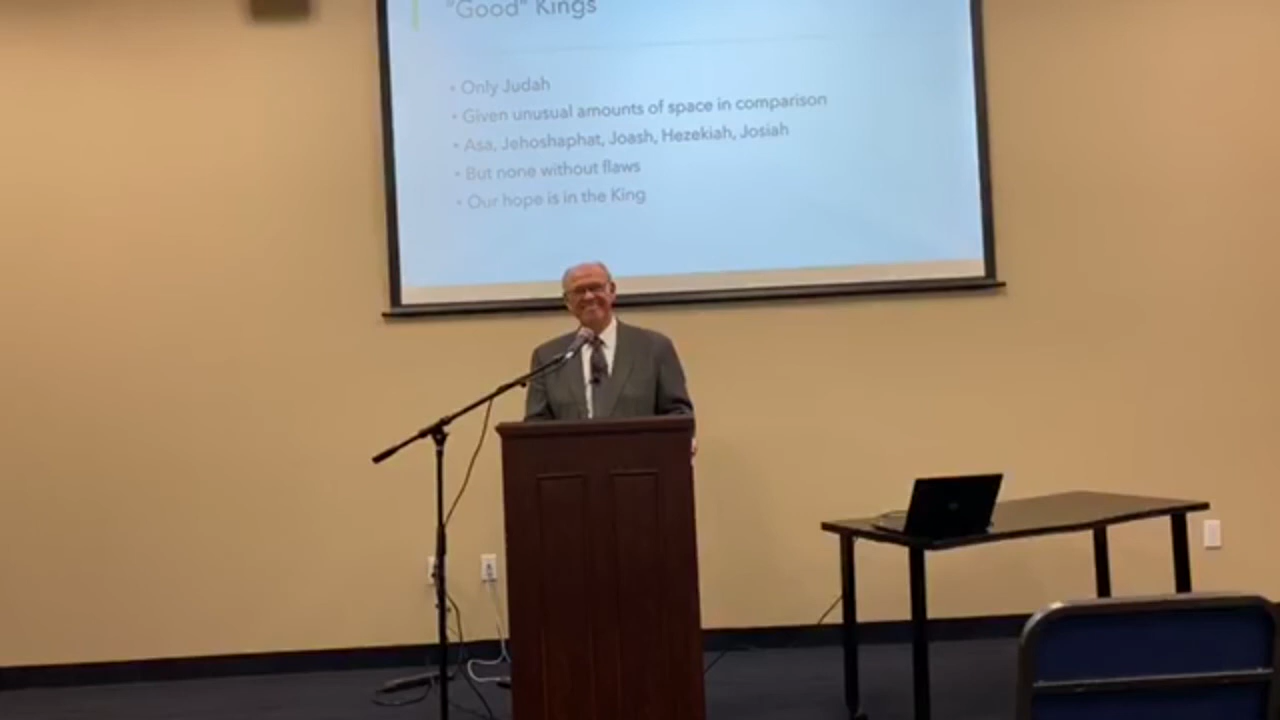 "Good" Kings
• Only Judah
• Given unusual amounts of space in comparison
• Asa, Jehoshaphat, Joash, Hezekiah, Josiah
• But none without flaws
• Our hope is in the King